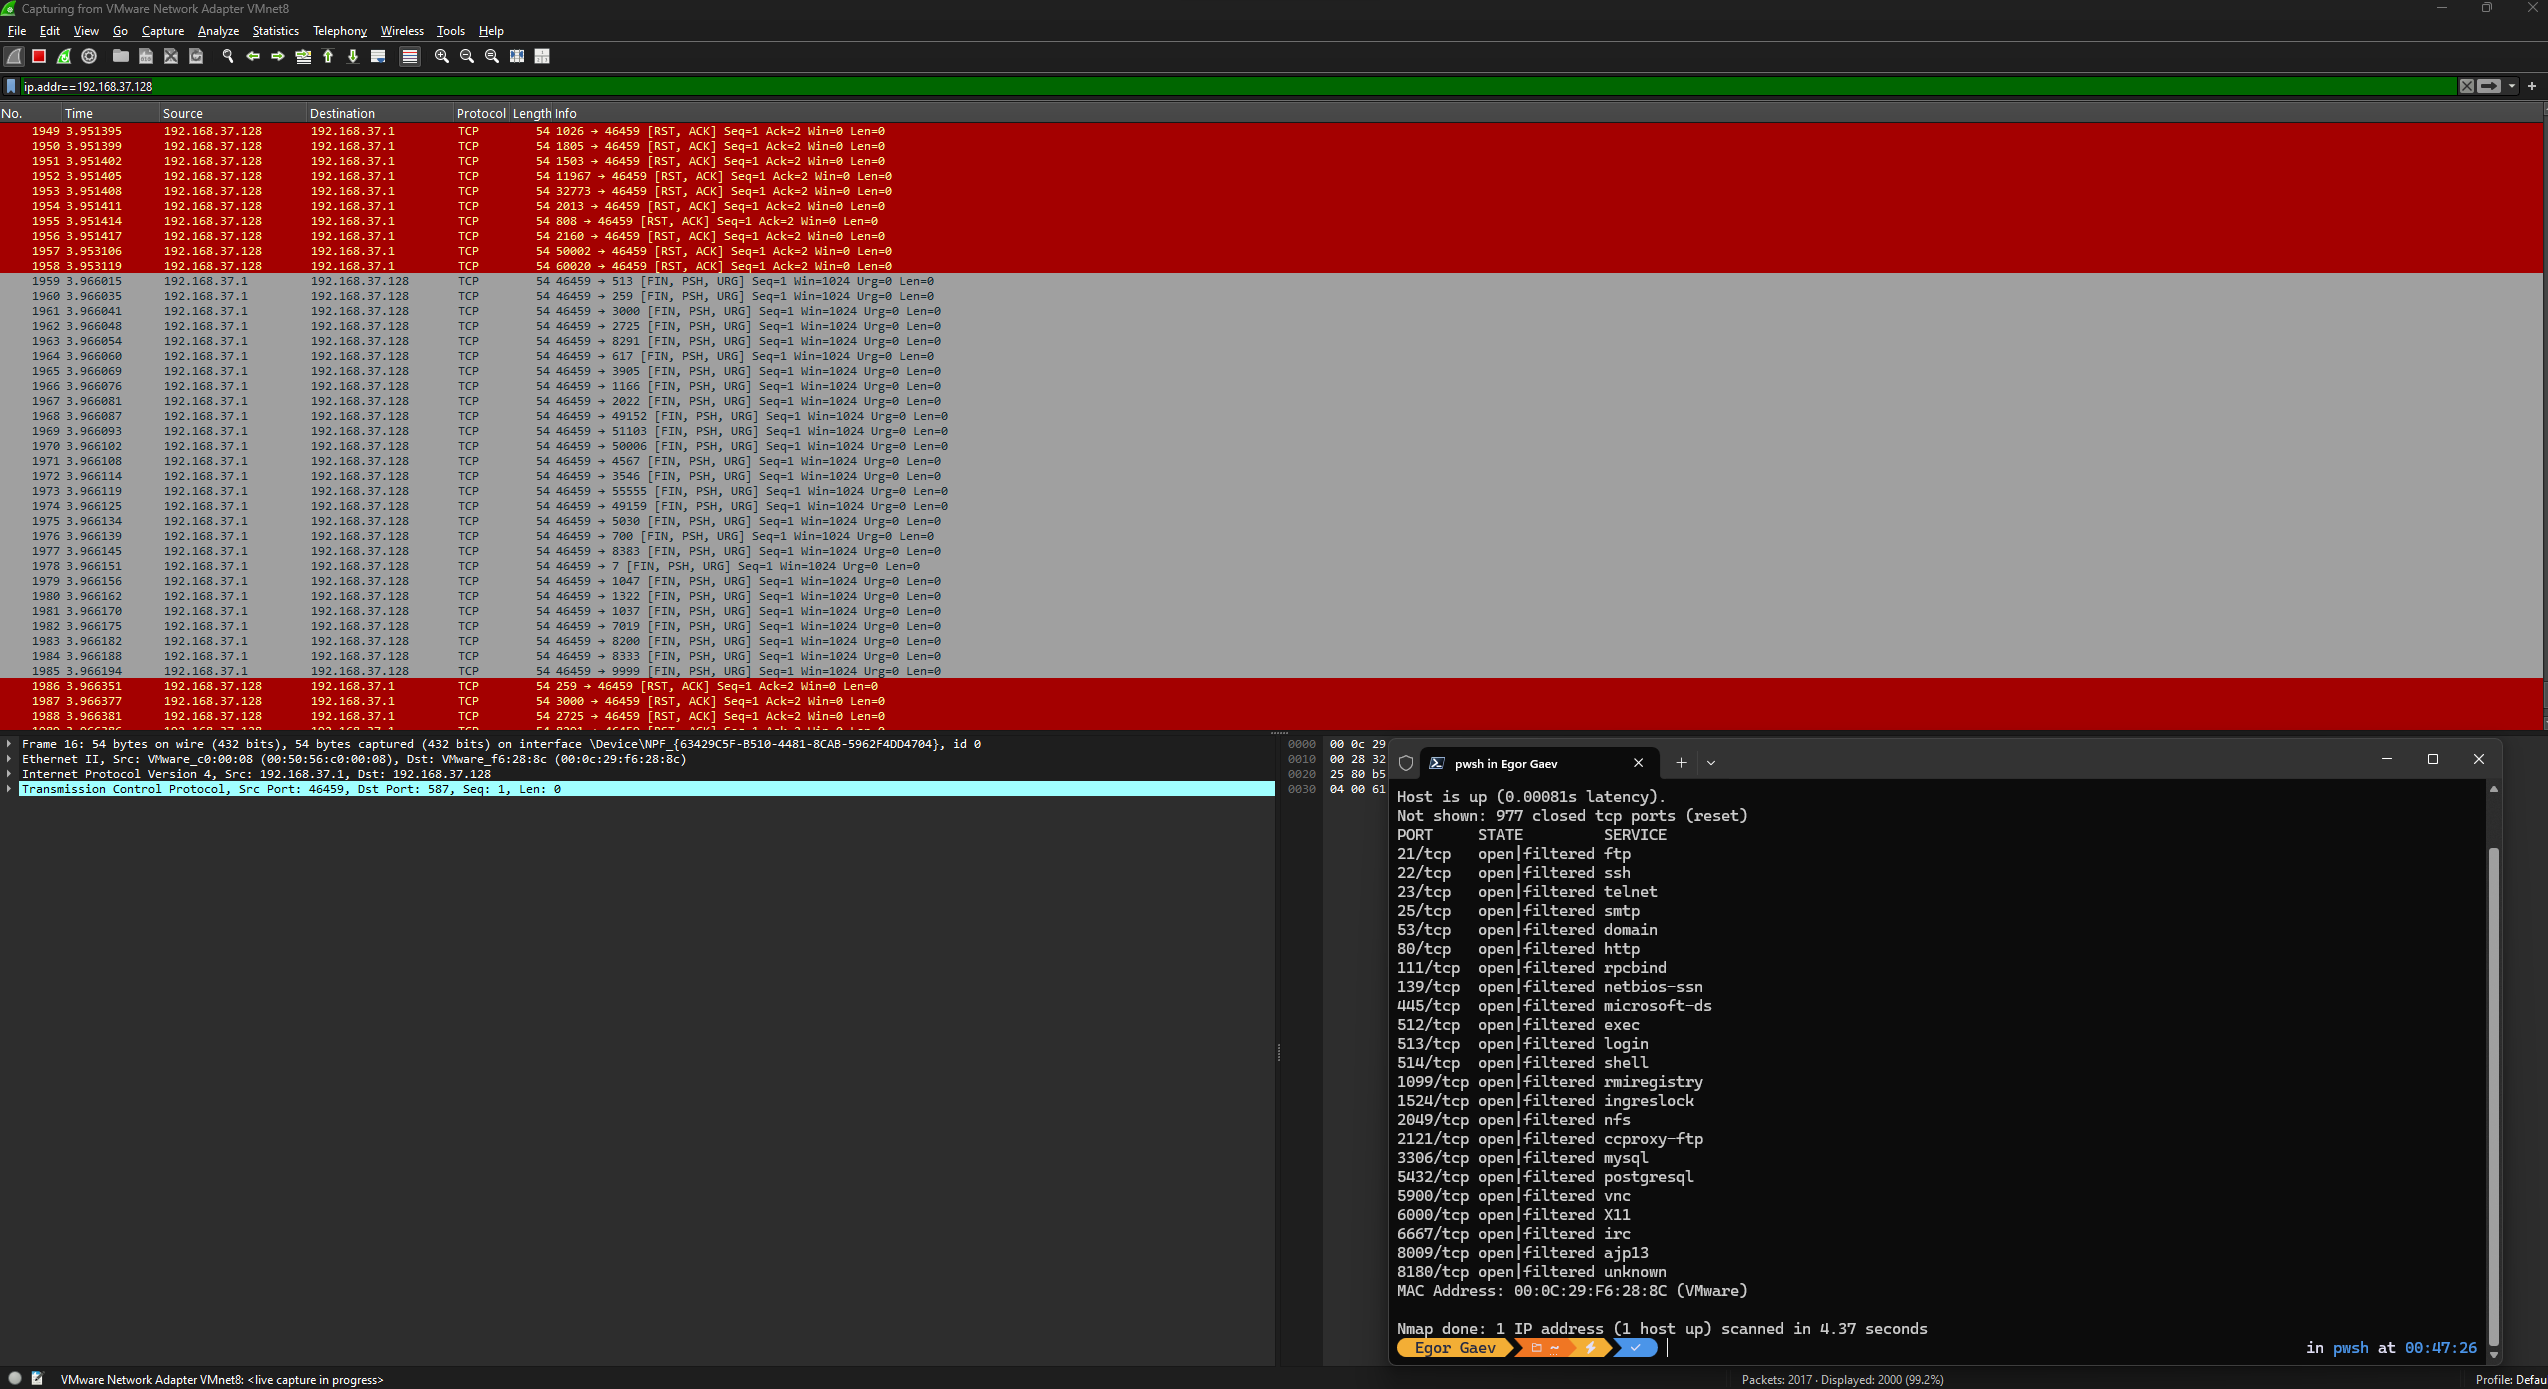 Capturing from VMware Network Adapter VMnet8
File Edit View Go Capture Analyze Statistics Telephony Wireless Tools Help
ip.addr==192.168.37.128
No. Time Source Destination Protocol Length Info
1949 3.951395 192.168.37.128 192.168.37.1 TCP 54 1026 → 46459 [RST, ACK] Seq=1 Ack=2 Win=0 Len=0
1950 3.951399 192.168.37.128 192.168.37.1 TCP 54 1805 → 46459 [RST, ACK] Seq=1 Ack=2 Win=0 Len=0
1951 3.951402 192.168.37.128 192.168.37.1 TCP 54 1503 → 46459 [RST, ACK] Seq=1 Ack=2 Win=0 Len=0
1952 3.951405 192.168.37.128 192.168.37.1 TCP 54 11967 → 46459 [RST, ACK] Seq=1 Ack=2 Win=0 Len=0
1953 3.951408 192.168.37.128 192.168.37.1 TCP 54 32773 → 46459 [RST, ACK] Seq=1 Ack=2 Win=0 Len=0
1954 3.951411 192.168.37.128 192.168.37.1 TCP 54 2013 → 46459 [RST, ACK] Seq=1 Ack=2 Win=0 Len=0
1955 3.951414 192.168.37.128 192.168.37.1 TCP 54 808 → 46459 [RST, ACK] Seq=1 Ack=2 Win=0 Len=0
1956 3.951417 192.168.37.128 192.168.37.1 TCP 54 2160 → 46459 [RST, ACK] Seq=1 Ack=2 Win=0 Len=0
1957 3.953106 192.168.37.128 192.168.37.1 TCP 54 50002 → 46459 [RST, ACK] Seq=1 Ack=2 Win=0 Len=0
1958 3.953119 192.168.37.128 192.168.37.1 TCP 54 60020 → 46459 [RST, ACK] Seq=1 Ack=2 Win=0 Len=0
1959 3.966015 192.168.37.1 192.168.37.128 TCP 54 46459 → 513 [FIN, PSH, URG] Seq=1 Win=1024 Urg=0 Len=0
1960 3.966035 192.168.37.1 192.168.37.128 TCP 54 46459 → 259 [FIN, PSH, URG] Seq=1 Win=1024 Urg=0 Len=0
1961 3.966041 192.168.37.1 192.168.37.128 TCP 54 46459 → 3000 [FIN, PSH, URG] Seq=1 Win=1024 Urg=0 Len=0
1962 3.966048 192.168.37.1 192.168.37.128 TCP 54 46459 → 2725 [FIN, PSH, URG] Seq=1 Win=1024 Urg=0 Len=0
1963 3.966054 192.168.37.1 192.168.37.128 TCP 54 46459 → 8291 [FIN, PSH, URG] Seq=1 Win=1024 Urg=0 Len=0
1964 3.966060 192.168.37.1 192.168.37.128 TCP 54 46459 → 617 [FIN, PSH, URG] Seq=1 Win=1024 Urg=0 Len=0
1965 3.966069 192.168.37.1 192.168.37.128 TCP 54 46459 → 3905 [FIN, PSH, URG] Seq=1 Win=1024 Urg=0 Len=0
1966 3.966076 192.168.37.1 192.168.37.128 TCP 54 46459 → 1166 [FIN, PSH, URG] Seq=1 Win=1024 Urg=0 Len=0
1967 3.966081 192.168.37.1 192.168.37.128 TCP 54 46459 → 2022 [FIN, PSH, URG] Seq=1 Win=1024 Urg=0 Len=0
1968 3.966087 192.168.37.1 192.168.37.128 TCP 54 46459 → 49152 [FIN, PSH, URG] Seq=1 Win=1024 Urg=0 Len=0
1969 3.966093 192.168.37.1 192.168.37.128 TCP 54 46459 → 51103 [FIN, PSH, URG] Seq=1 Win=1024 Urg=0 Len=0
1970 3.966102 192.168.37.1 192.168.37.128 TCP 54 46459 → 50006 [FIN, PSH, URG] Seq=1 Win=1024 Urg=0 Len=0
1971 3.966108 192.168.37.1 192.168.37.128 TCP 54 46459 → 4567 [FIN, PSH, URG] Seq=1 Win=1024 Urg=0 Len=0
1972 3.966114 192.168.37.1 192.168.37.128 TCP 54 46459 → 3546 [FIN, PSH, URG] Seq=1 Win=1024 Urg=0 Len=0
1973 3.966119 192.168.37.1 192.168.37.128 TCP 54 46459 → 55555 [FIN, PSH, URG] Seq=1 Win=1024 Urg=0 Len=0
1974 3.966125 192.168.37.1 192.168.37.128 TCP 54 46459 → 49159 [FIN, PSH, URG] Seq=1 Win=1024 Urg=0 Len=0
1975 3.966134 192.168.37.1 192.168.37.128 TCP 54 46459 → 5030 [FIN, PSH, URG] Seq=1 Win=1024 Urg=0 Len=0
1976 3.966139 192.168.37.1 192.168.37.128 TCP 54 46459 → 700 [FIN, PSH, URG] Seq=1 Win=1024 Urg=0 Len=0
1977 3.966145 192.168.37.1 192.168.37.128 TCP 54 46459 → 8383 [FIN, PSH, URG] Seq=1 Win=1024 Urg=0 Len=0
1978 3.966151 192.168.37.1 192.168.37.128 TCP 54 46459 → 7 [FIN, PSH, URG] Seq=1 Win=1024 Urg=0 Len=0
1979 3.966156 192.168.37.1 192.168.37.128 TCP 54 46459 → 1047 [FIN, PSH, URG] Seq=1 Win=1024 Urg=0 Len=0
1980 3.966162 192.168.37.1 192.168.37.128 TCP 54 46459 → 1322 [FIN, PSH, URG] Seq=1 Win=1024 Urg=0 Len=0
1981 3.966170 192.168.37.1 192.168.37.128 TCP 54 46459 → 1037 [FIN, PSH, URG] Seq=1 Win=1024 Urg=0 Len=0
1982 3.966175 192.168.37.1 192.168.37.128 TCP 54 46459 → 7019 [FIN, PSH, URG] Seq=1 Win=1024 Urg=0 Len=0
1983 3.966182 192.168.37.1 192.168.37.128 TCP 54 46459 → 8200 [FIN, PSH, URG] Seq=1 Win=1024 Urg=0 Len=0
1984 3.966188 192.168.37.1 192.168.37.128 TCP 54 46459 → 8333 [FIN, PSH, URG] Seq=1 Win=1024 Urg=0 Len=0
1985 3.966194 192.168.37.1 192.168.37.128 TCP 54 46459 → 9999 [FIN, PSH, URG] Seq=1 Win=1024 Urg=0 Len=0
1986 3.966351 192.168.37.128 192.168.37.1 TCP 54 259 → 46459 [RST, ACK] Seq=1 Ack=2 Win=0 Len=0
1987 3.966377 192.168.37.128 192.168.37.1 TCP 54 3000 → 46459 [RST, ACK] Seq=1 Ack=2 Win=0 Len=0
1988 3.966381 192.168.37.128 192.168.37.1 TCP 54 2725 → 46459 [RST, ACK] Seq=1 Ack=2 Win=0 Len=0
Frame 16: 54 bytes on wire (432 bits), 54 bytes captured (432 bits) on interface \Device\NPF_{63429C5F-B510-4481-8CAB-5962F4DD4704}, id 0
Ethernet II, Src: VMware_c0:00:08 (00:50:56:c0:00:08), Dst: VMware_f6:28:8c (00:0c:29:f6:28:8c)
Internet Protocol Version 4, Src: 192.168.37.1, Dst: 192.168.37.128
Transmission Control Protocol, Src Port: 46459, Dst Port: 587, Seq: 1, Len: 0
0000 00 0c 29
0010 00 28 32
0020 25 80 b5
0030 04 00 61
pwsh in Egor Gaev
Host is up (0.00081s latency).
Not shown: 977 closed tcp ports (reset)
PORT STATE SERVICE
21/tcp open|filtered ftp
22/tcp open|filtered ssh
23/tcp open|filtered telnet
25/tcp open|filtered smtp
53/tcp open|filtered domain
80/tcp open|filtered http
111/tcp open|filtered rpcbind
139/tcp open|filtered netbios-ssn
445/tcp open|filtered microsoft-ds
512/tcp open|filtered exec
513/tcp open|filtered login
514/tcp open|filtered shell
1099/tcp open|filtered rmiregistry
1524/tcp open|filtered ingreslock
2049/tcp open|filtered nfs
2121/tcp open|filtered ccproxy-ftp
3306/tcp open|filtered mysql
5432/tcp open|filtered postgresql
5900/tcp open|filtered vnc
6000/tcp open|filtered X11
6667/tcp open|filtered irc
8009/tcp open|filtered ajp13
8180/tcp open|filtered unknown
MAC Address: 00:0C:29:F6:28:8C (VMware)
Nmap done: 1 IP address (1 host up) scanned in 4.37 seconds
Egor Gaev ~ in pwsh at 00:47:26
VMware Network Adapter VMnet8: <live capture in progress> Packets: 2017 · Displayed: 2000 (99.2%) Profile: Defau